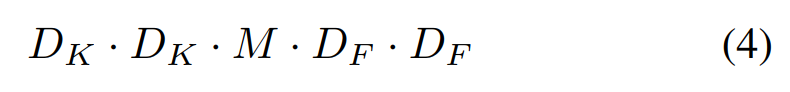 D_K · D_K · M · D_F · D_F (4)